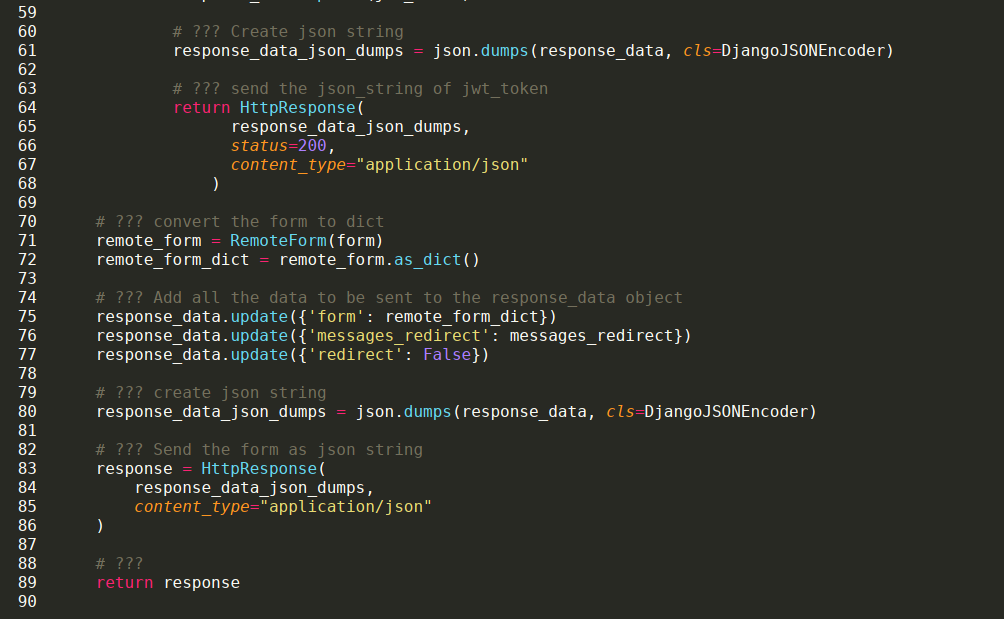 59
60 # ??? Create json string
61 response_data_json_dumps = json.dumps(response_data, cls=DjangoJSONEncoder)
62
63 # ??? send the json_string of jwt_token
64 return HttpResponse(
65 response_data_json_dumps,
66 status=200,
67 content_type="application/json"
68 )
69
70 # ??? convert the form to dict
71 remote_form = RemoteForm(form)
72 remote_form_dict = remote_form.as_dict()
73
74 # ??? Add all the data to be sent to the response_data object
75 response_data.update({'form': remote_form_dict})
76 response_data.update({'messages_redirect': messages_redirect})
77 response_data.update({'redirect': False})
78
79 # ??? create json string
80 response_data_json_dumps = json.dumps(response_data, cls=DjangoJSONEncoder)
81
82 # ??? Send the form as json string
83 response = HttpResponse(
84 response_data_json_dumps,
85 content_type="application/json"
86 )
87
88 # ???
89 return response
90